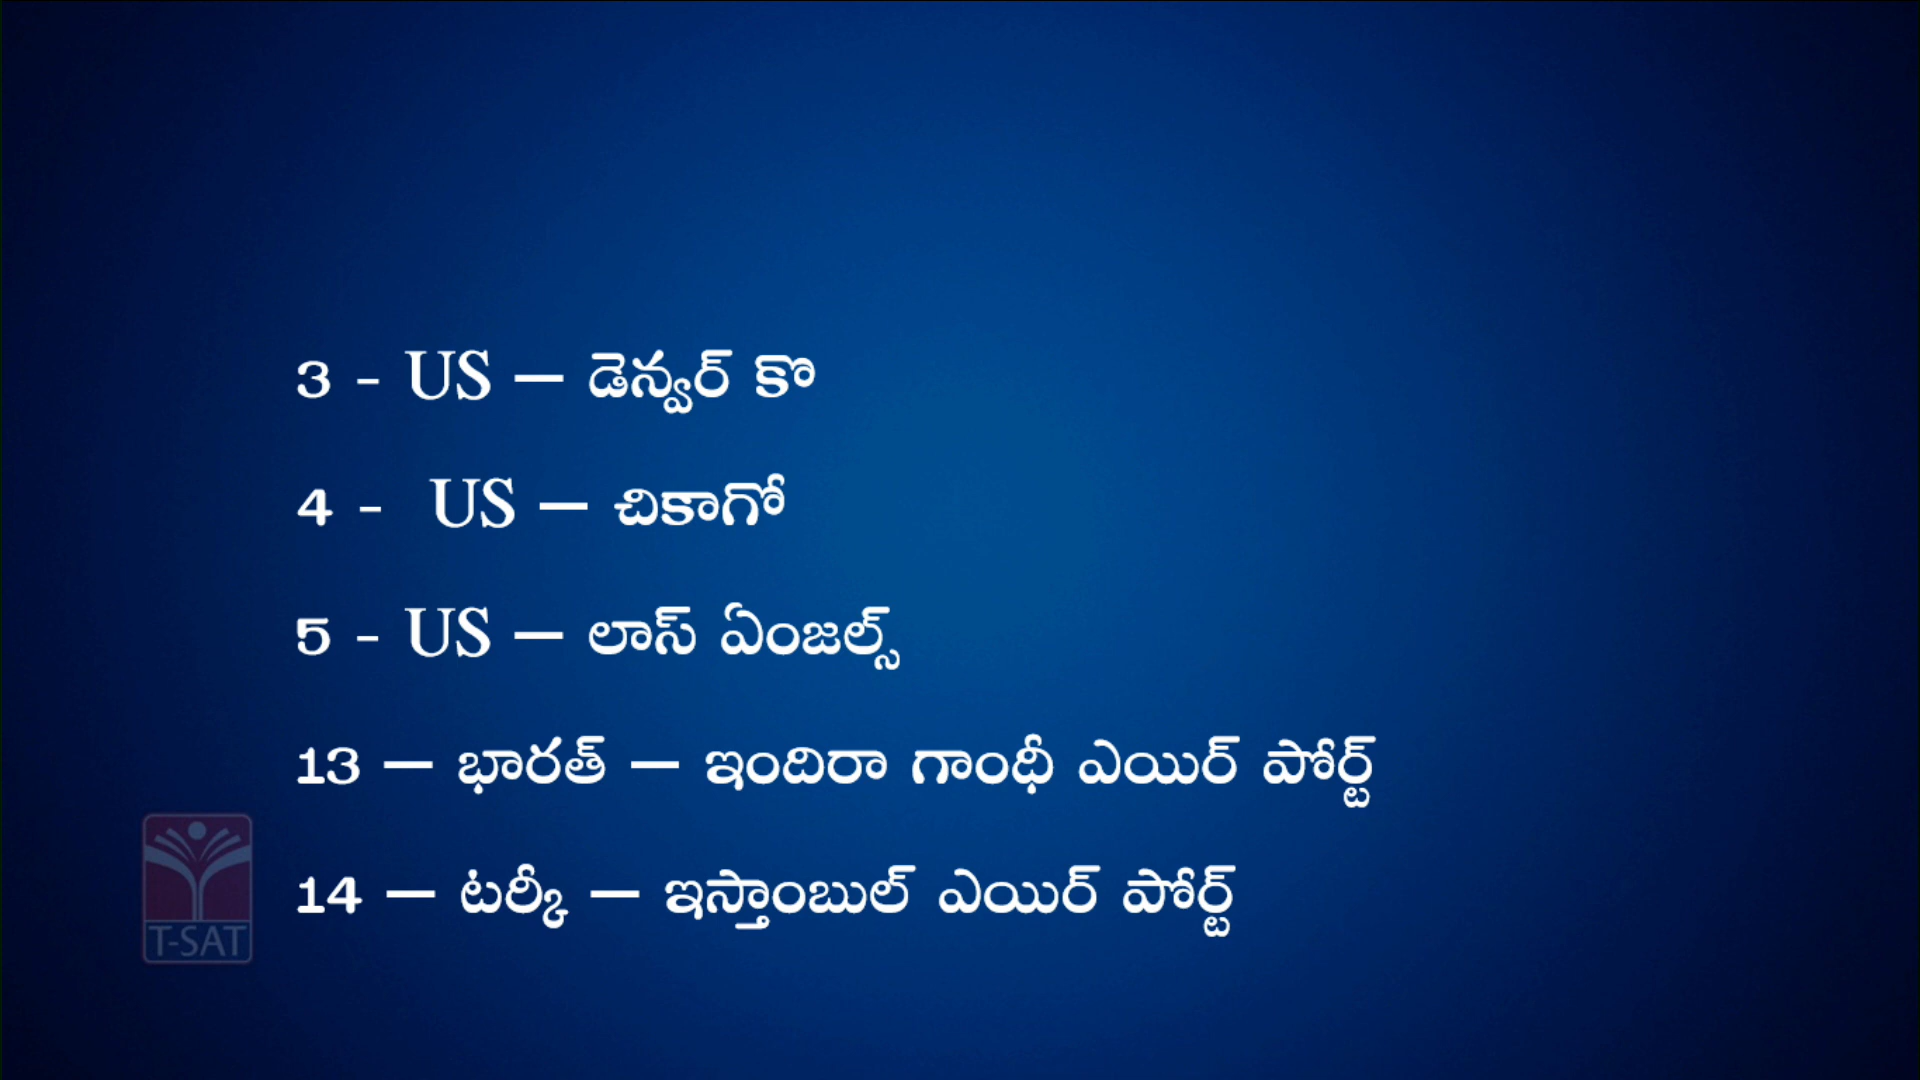 3 - US – డెన్వర్ కొ
4 - US – చికాగో
5 - US – లాస్ ఏంజల్స్
13 – భారత్ – ఇందిరా గాంధీ ఎయిర్ పోర్ట్
14 – టర్కీ – ఇస్తాంబుల్ ఎయిర్ పోర్ట్
T-SAT